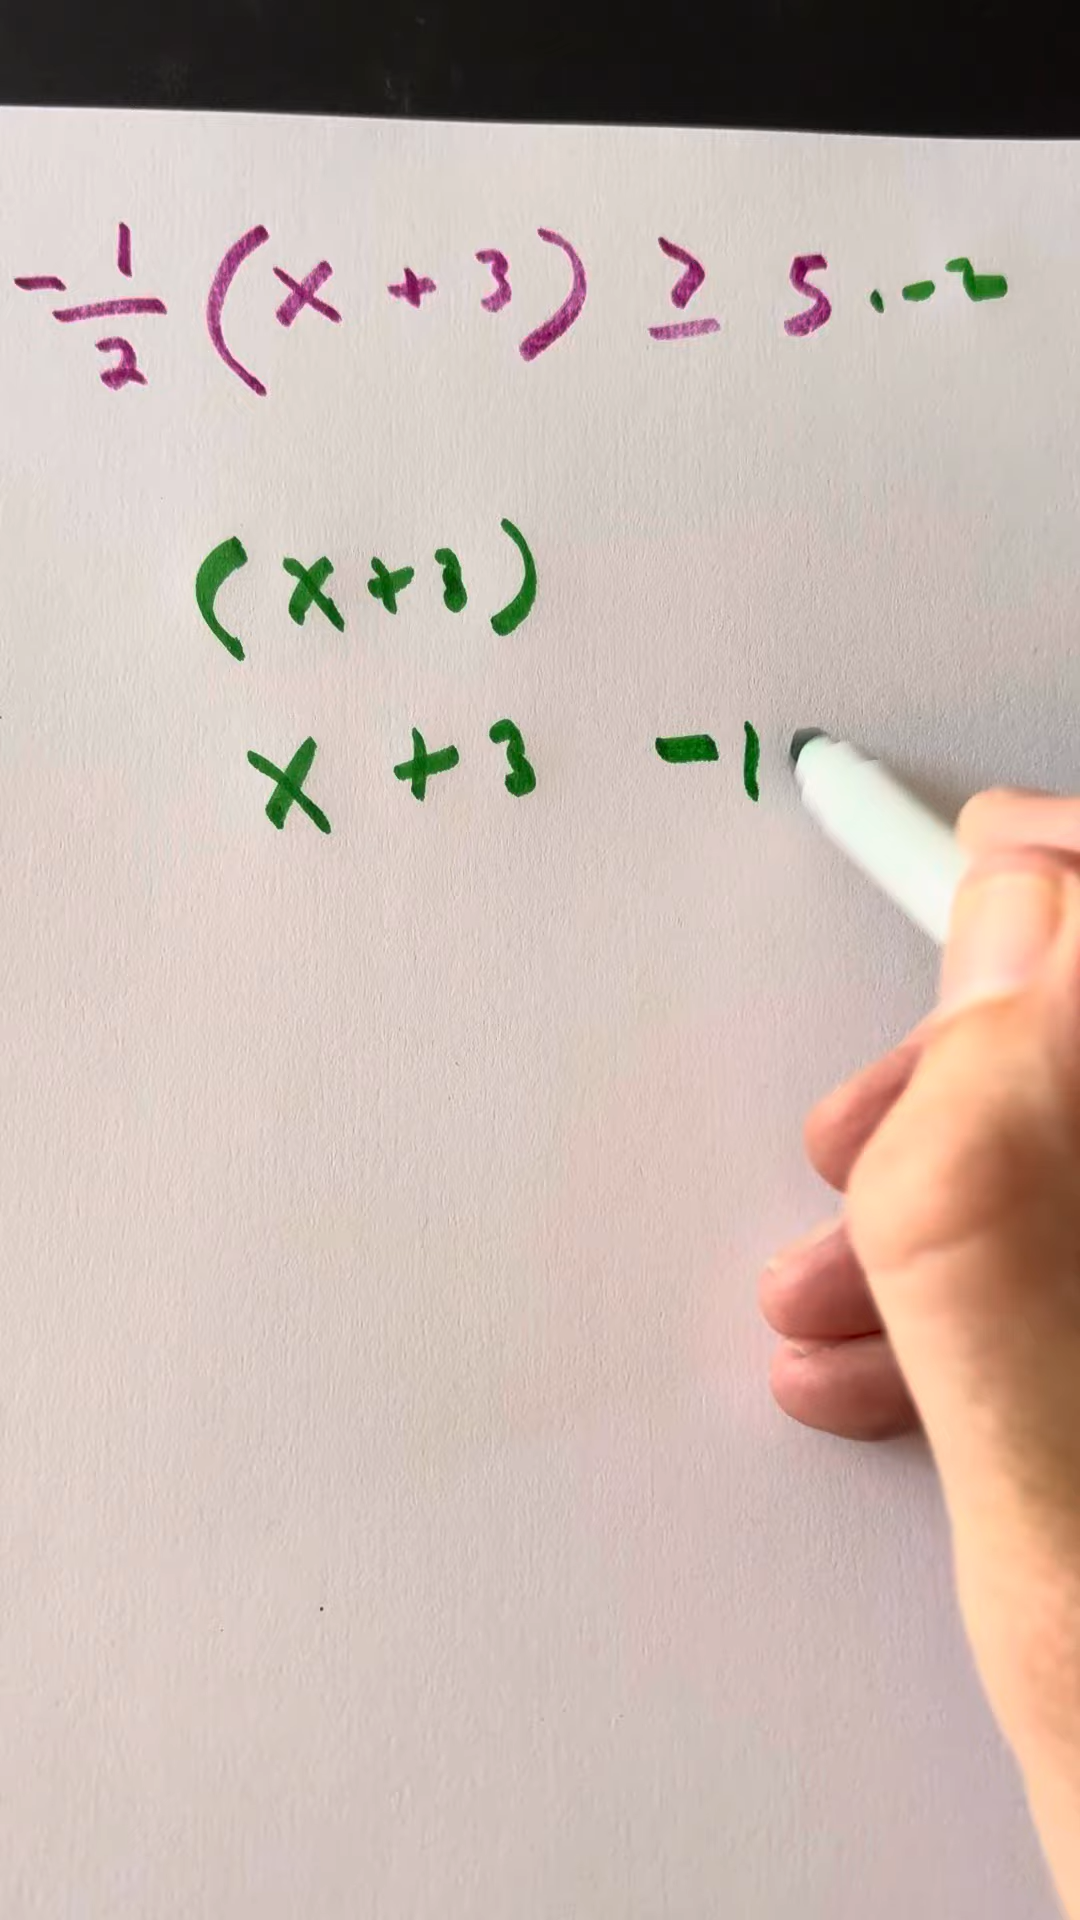 -1/2 (x + 3) ≥ 5 · -2
(x+3)
x + 3 -1